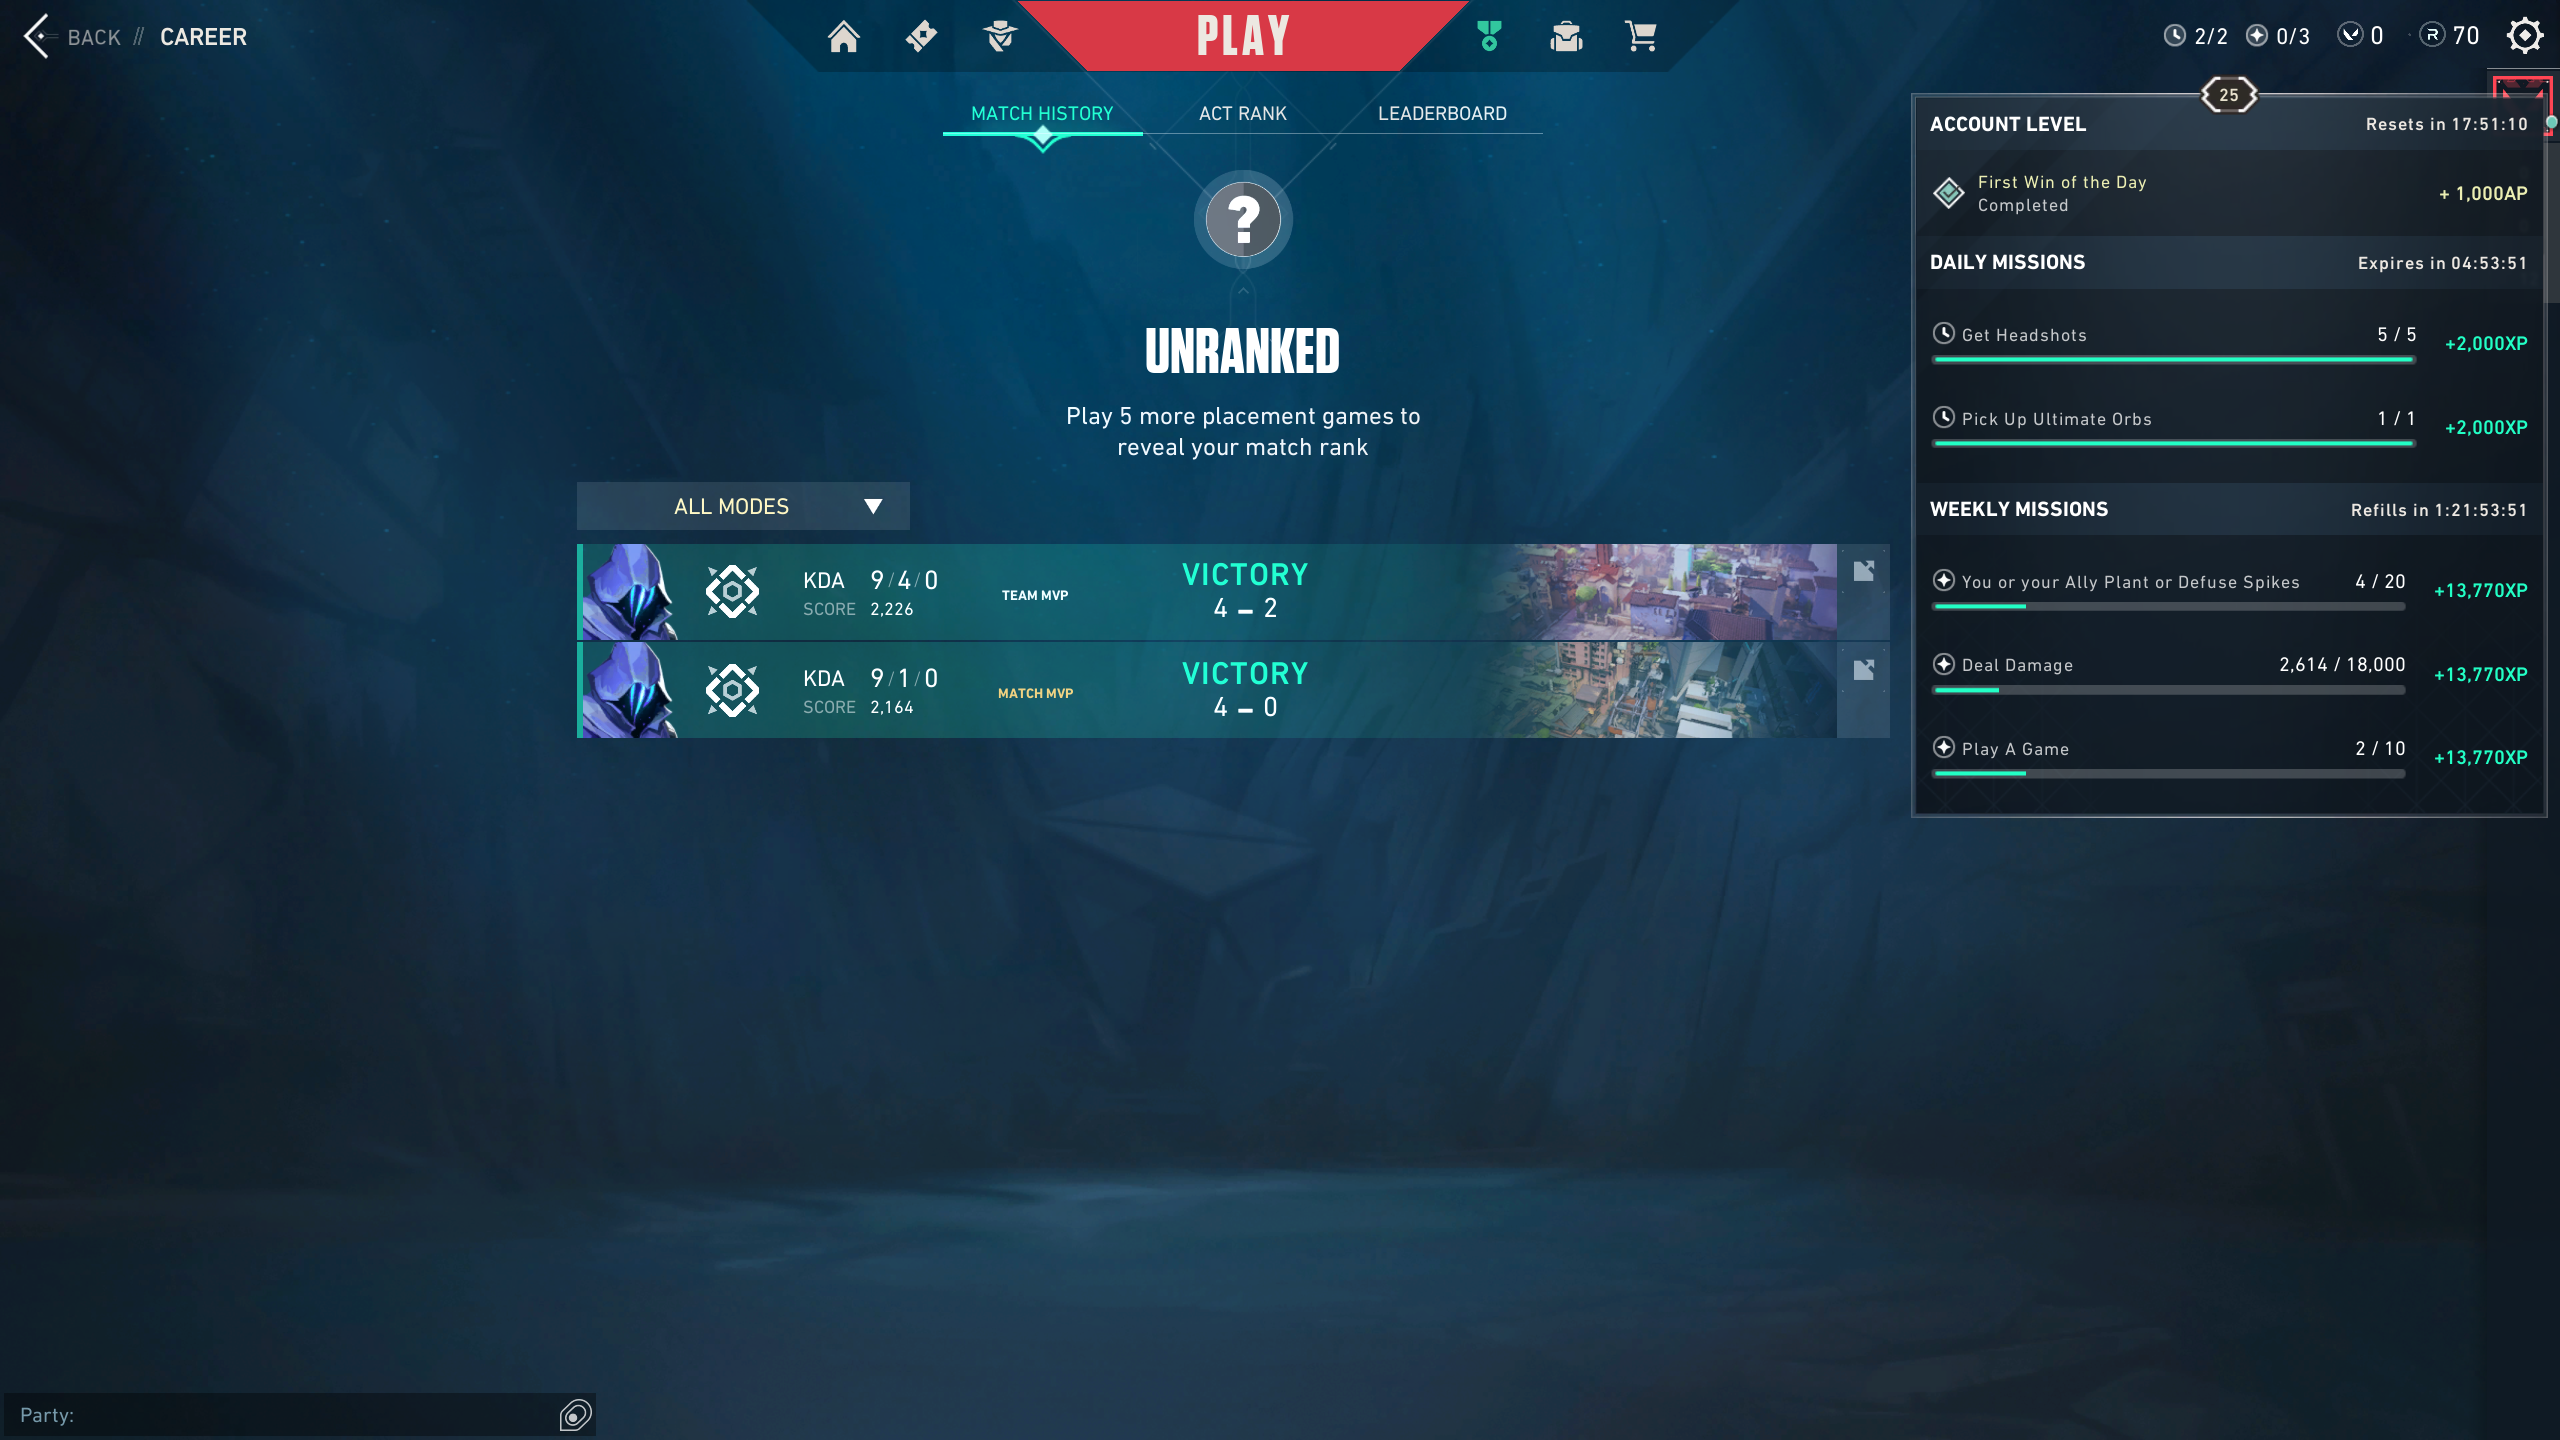 BACK // CAREER
PLAY
2/2 0/3 0 R 70
MATCH HISTORY ACT RANK LEADERBOARD
?
UNRANKED
Play 5 more placement games to
reveal your match rank
ALL MODES
KDA 9/4/0
SCORE 2,226
TEAM MVP
VICTORY
4 – 2
KDA 9/1/0
SCORE 2,164
MATCH MVP
VICTORY
4 – 0
25
ACCOUNT LEVEL Resets in 17:51:10
First Win of the Day
Completed
+ 1,000AP
DAILY MISSIONS Expires in 04:53:51
Get Headshots 5 / 5 +2,000XP
Pick Up Ultimate Orbs 1 / 1 +2,000XP
WEEKLY MISSIONS Refills in 1:21:53:51
You or your Ally Plant or Defuse Spikes 4 / 20 +13,770XP
Deal Damage 2,614 / 18,000 +13,770XP
Play A Game 2 / 10 +13,770XP
Party: